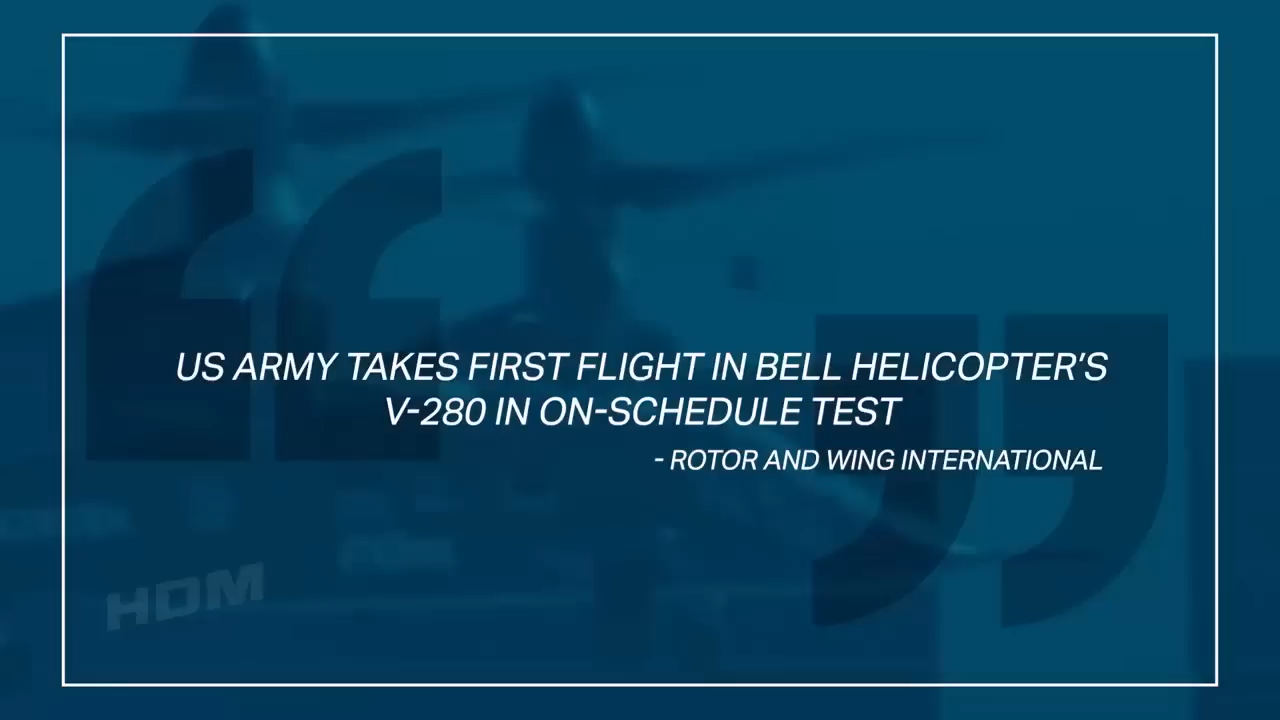 US ARMY TAKES FIRST FLIGHT IN BELL HELICOPTER'S
V-280 IN ON-SCHEDULE TEST
- ROTOR AND WING INTERNATIONAL
HDM